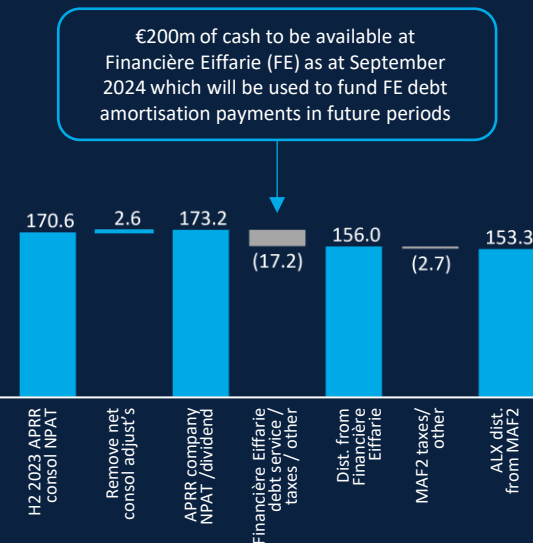 €200m of cash to be available at
Financière Eiffarie (FE) as at September
2024 which will be used to fund FE debt
amortisation payments in future periods
170.6
2.6
173.2
(17.2)
156.0
(2.7)
153.3
H2 2023 APRR
consol NPAT
Remove net
consol adjust's
APRR company
NPAT /dividend
Financière Eiffarie
debt service /
taxes / other
Dist. from
Financière
Eiffarie
MAF2 taxes/
other
ALX dist.
from MAF2